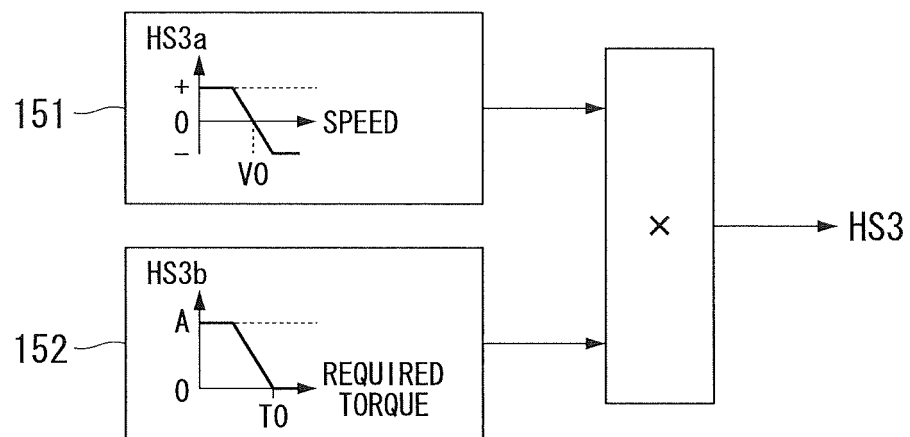 HS3a
+
0
−
SPEED
V0
151
HS3b
A
0
REQUIRED
TORQUE
T0
152
×
HS3